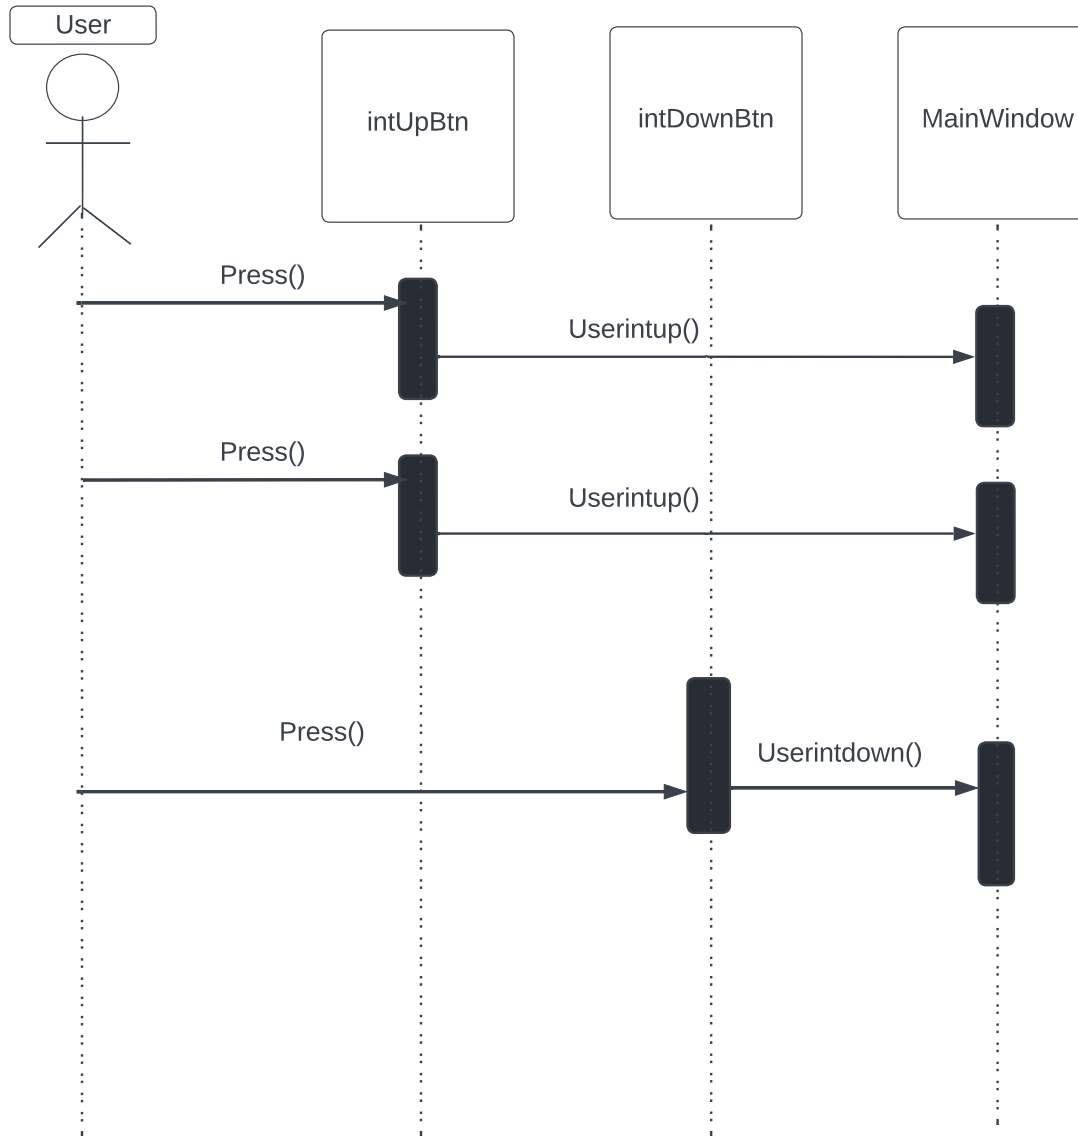 User
intUpBtn
intDownBtn
MainWindow
Press()
Userintup()
Press()
Userintup()
Press()
Userintdown()